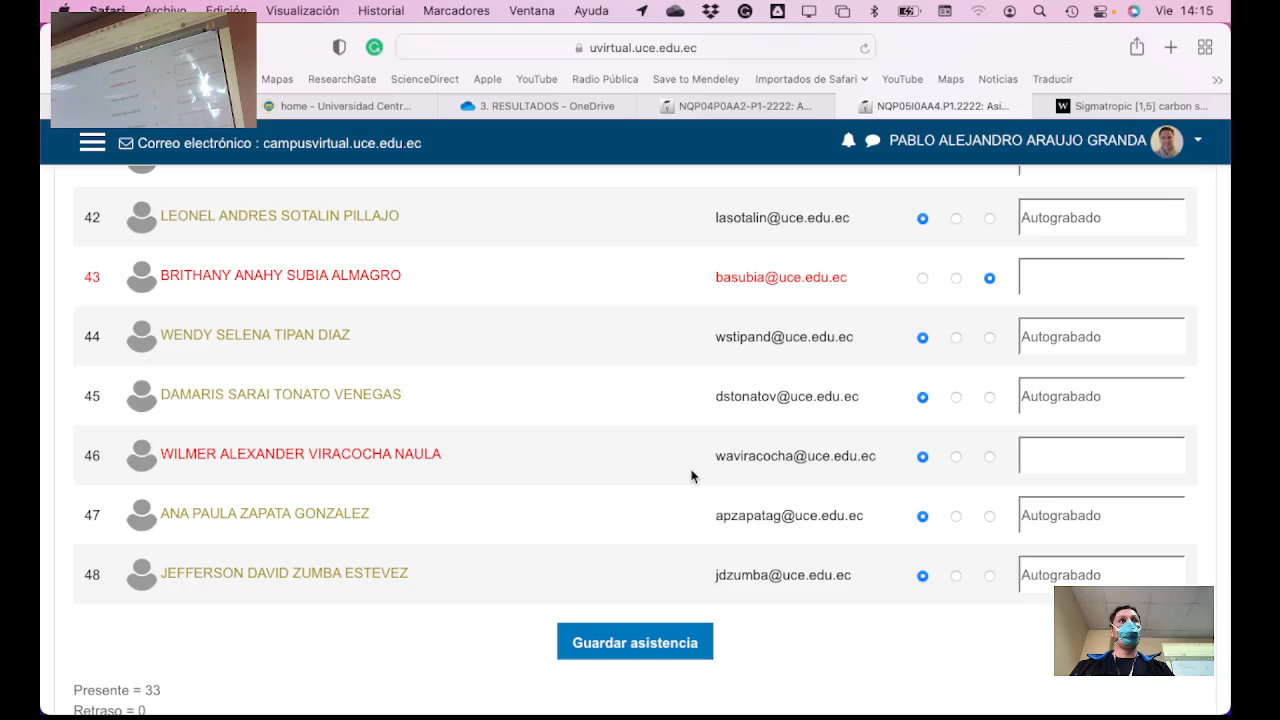 Safari Archivo Edición Visualización Historial Marcadores Ventana Ayuda Vie 14:15
uvirtual.uce.edu.ec
Mapas ResearchGate ScienceDirect Apple YouTube Radio Pública Save to Mendeley Importados de Safari YouTube Maps Noticias Traducir
home - Universidad Centr... 3. RESULTADOS - OneDrive NQP04P0AA2-P1-2222: A... NQP05I0AA4.P1.2222: Asi... W Sigmatropic [1,5] carbon s...
Correo electrónico : campusvirtual.uce.edu.ec PABLO ALEJANDRO ARAUJO GRANDA
42 LEONEL ANDRES SOTALIN PILLAJO lasotalin@uce.edu.ec Autograbado
43 BRITHANY ANAHY SUBIA ALMAGRO basubia@uce.edu.ec
44 WENDY SELENA TIPAN DIAZ wstipand@uce.edu.ec Autograbado
45 DAMARIS SARAI TONATO VENEGAS dstonatov@uce.edu.ec Autograbado
46 WILMER ALEXANDER VIRACOCHA NAULA waviracocha@uce.edu.ec
47 ANA PAULA ZAPATA GONZALEZ apzapatag@uce.edu.ec Autograbado
48 JEFFERSON DAVID ZUMBA ESTEVEZ jdzumba@uce.edu.ec Autograbado
Guardar asistencia
Presente = 33
Retraso = 0